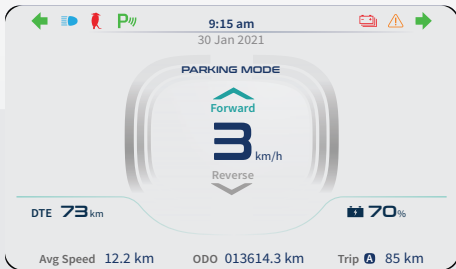 P
9:15 am
30 Jan 2021
PARKING MODE
Forward
3 km/h
Reverse
DTE 73 km
70%
Avg Speed 12.2 km ODO 013614.3 km Trip A 85 km